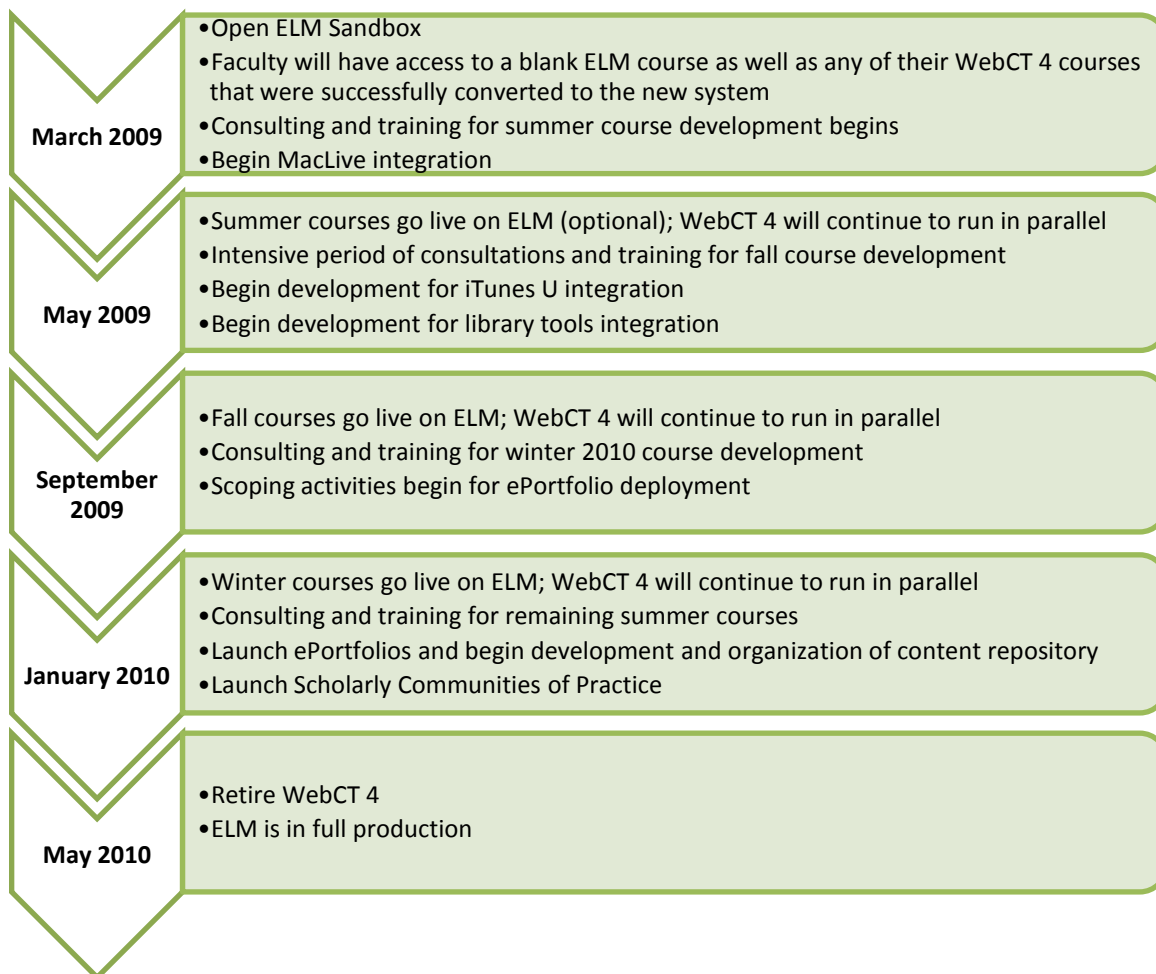 March 2009
•Open ELM Sandbox
•Faculty will have access to a blank ELM course as well as any of their WebCT 4 courses
that were successfully converted to the new system
•Consulting and training for summer course development begins
•Begin MacLive integration
May 2009
•Summer courses go live on ELM (optional); WebCT 4 will continue to run in parallel
•Intensive period of consultations and training for fall course development
•Begin development for iTunes U integration
•Begin development for library tools integration
September
2009
•Fall courses go live on ELM; WebCT 4 will continue to run in parallel
•Consulting and training for winter 2010 course development
•Scoping activities begin for ePortfolio deployment
January 2010
•Winter courses go live on ELM; WebCT 4 will continue to run in parallel
•Consulting and training for remaining summer courses
•Launch ePortfolios and begin development and organization of content repository
•Launch Scholarly Communities of Practice
May 2010
•Retire WebCT 4
•ELM is in full production